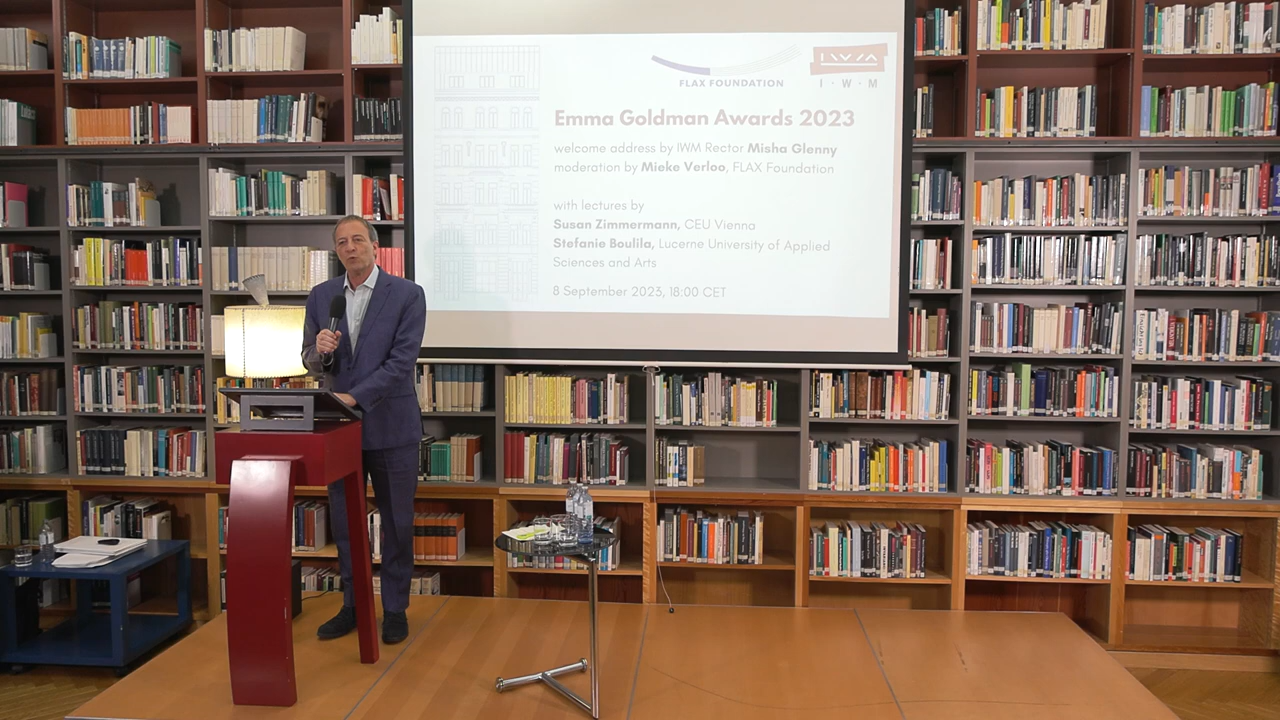 FLAX FOUNDATION
IWM
I · W · M
Emma Goldman Awards 2023
welcome address by IWM Rector Misha Glenny
moderation by Mieke Verloo, FLAX Foundation
with lectures by
Susan Zimmermann, CEU Vienna
Stefanie Boulila, Lucerne University of Applied
Sciences and Arts
8 September 2023, 18:00 CET